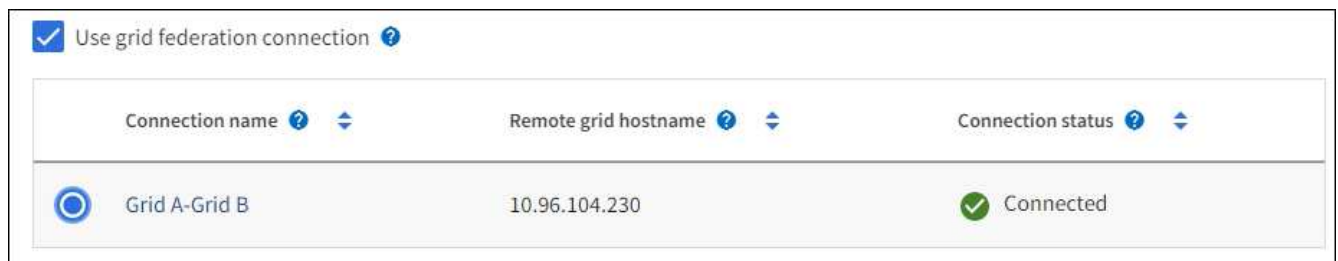 Use grid federation connection
Connection name Remote grid hostname Connection status
Grid A-Grid B 10.96.104.230 Connected